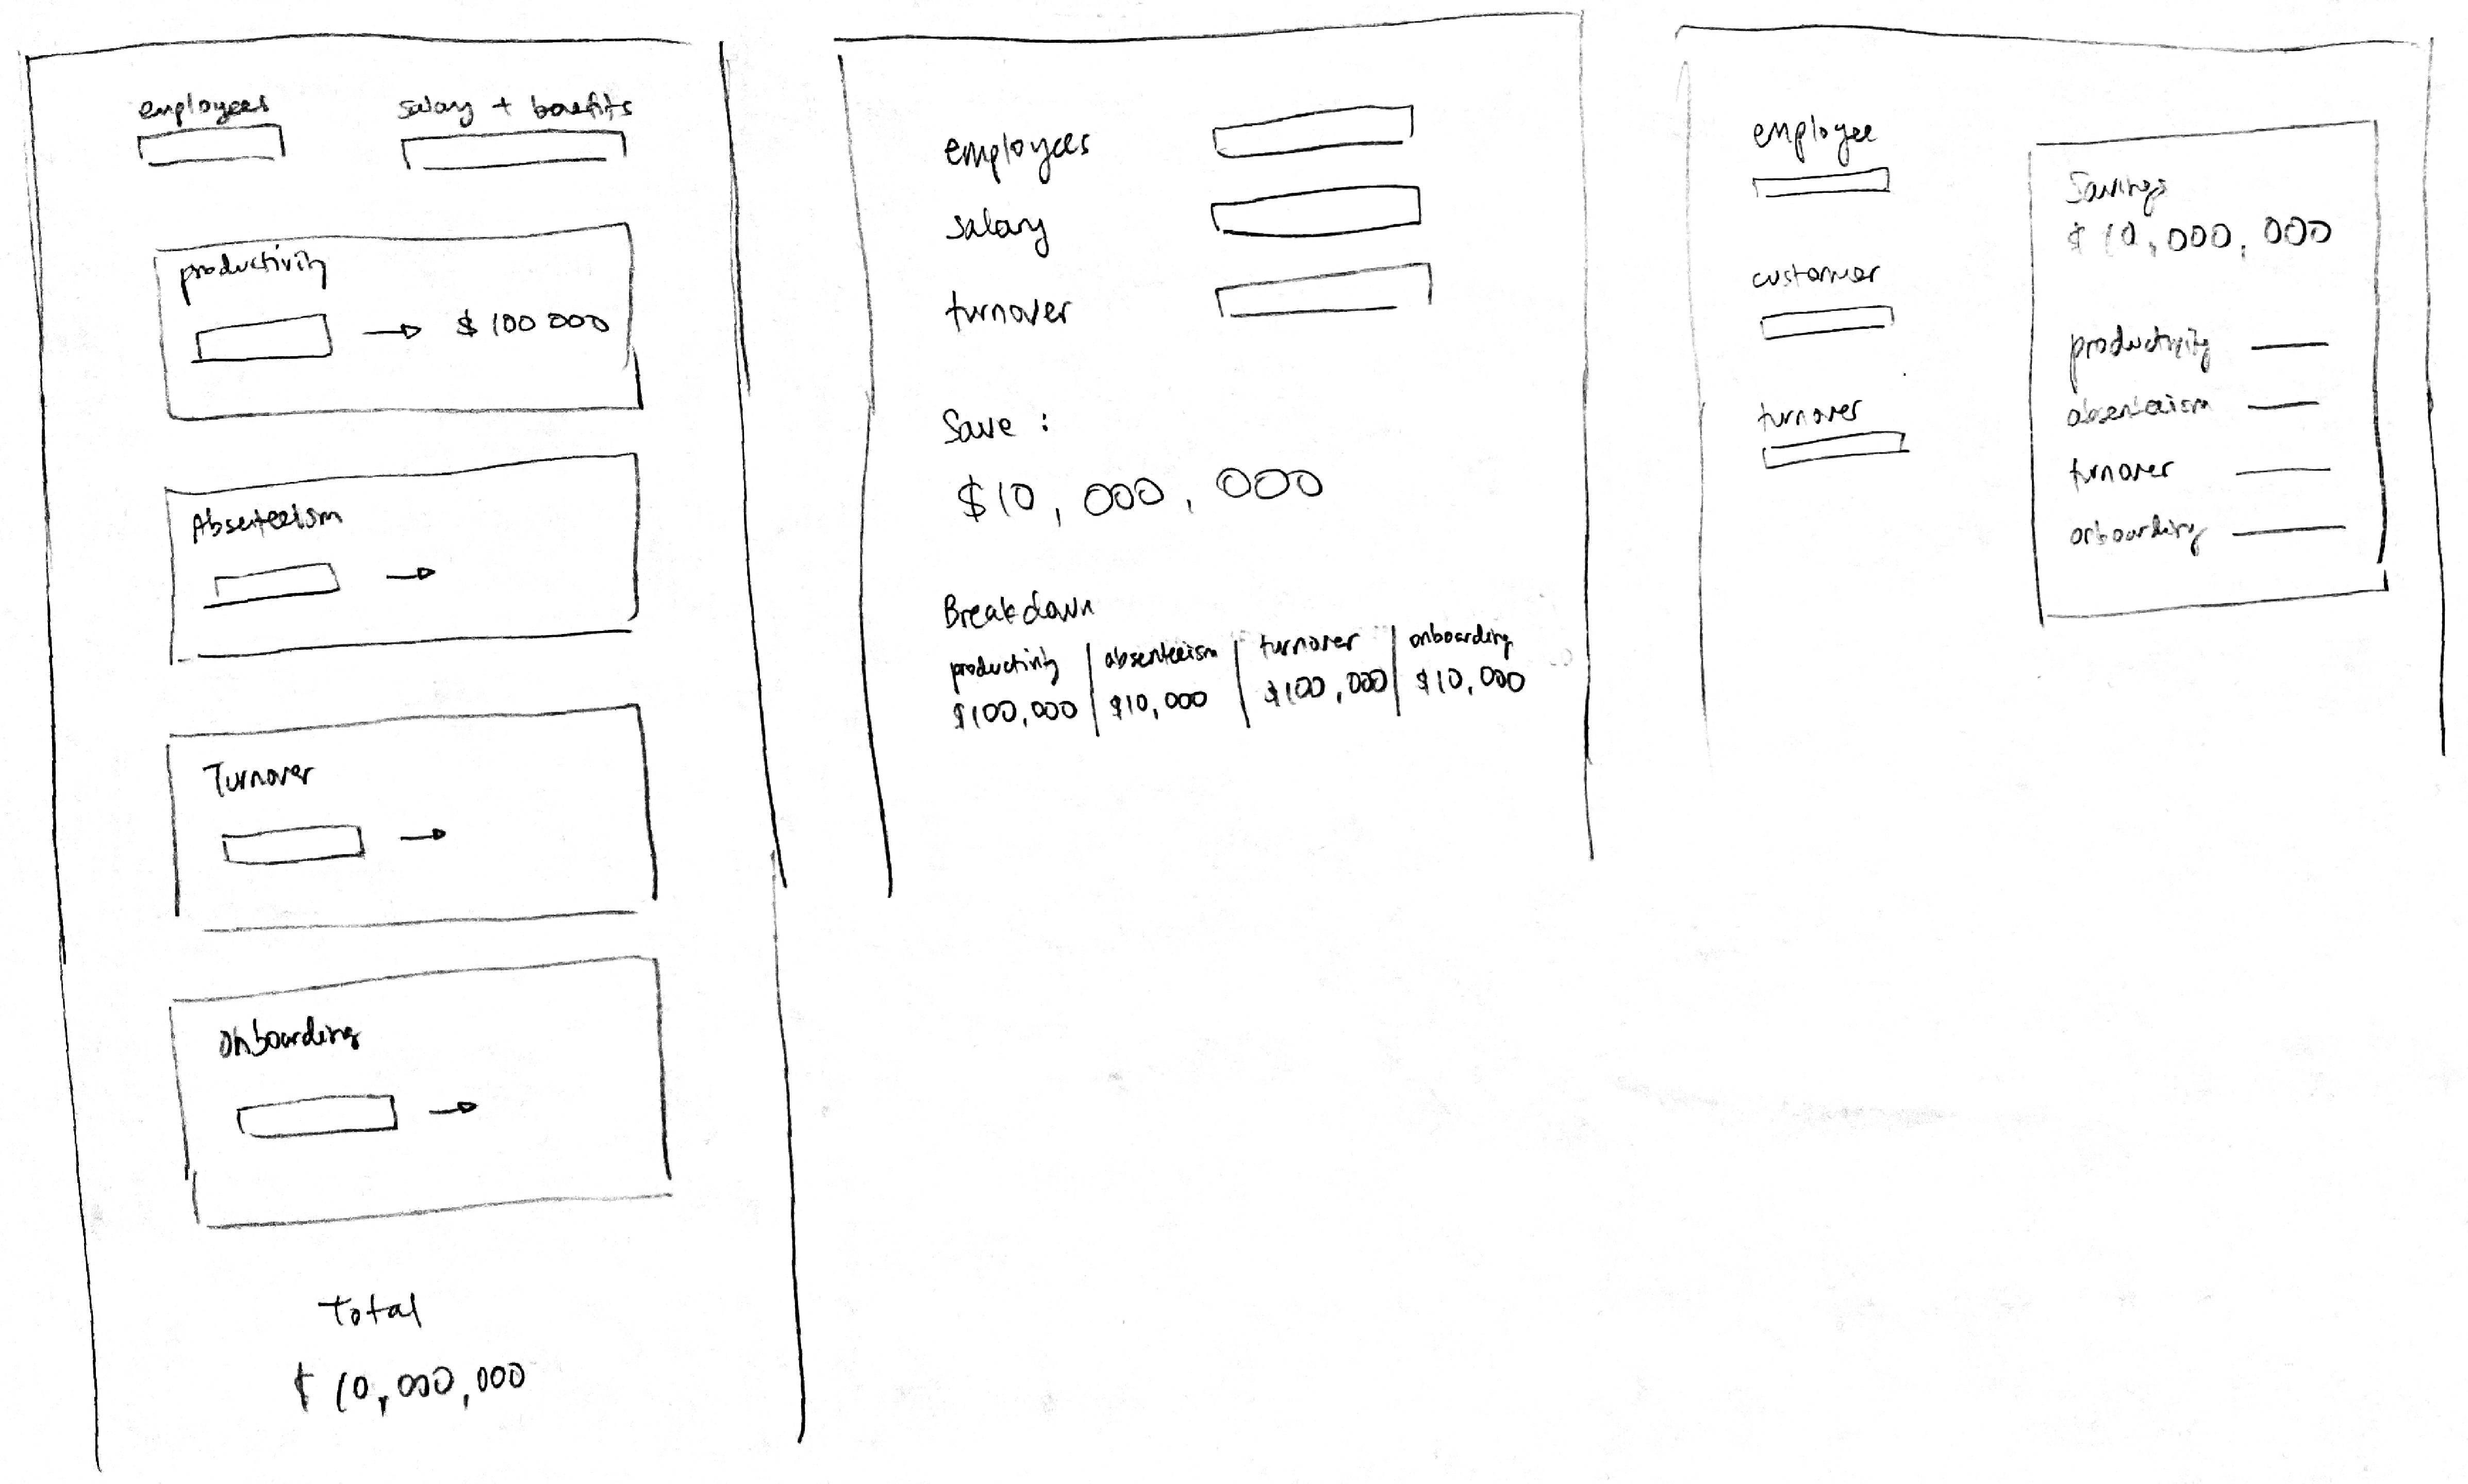 employees
salary + benefits
productivity
$ 100 000
Absenteeism
Turnover
Onboarding
Total
$ 10,000,000
employees
salary
turnover
Save :
$10,000,000
Breakdown
productivity
$100,000
absenteeism
$10,000
turnover
$100,000
onboarding
$10,000
employee
customer
turnover
Savings
$ 10,000,000
productivity
absenteeism
turnover
onboarding